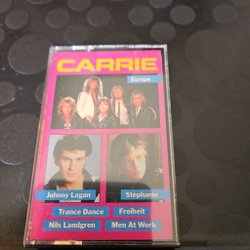 CARRIE
Europe
Johnny Logan
Stéphanie
Trance Dance
Freiheit
Nils Landgren
Men At Work